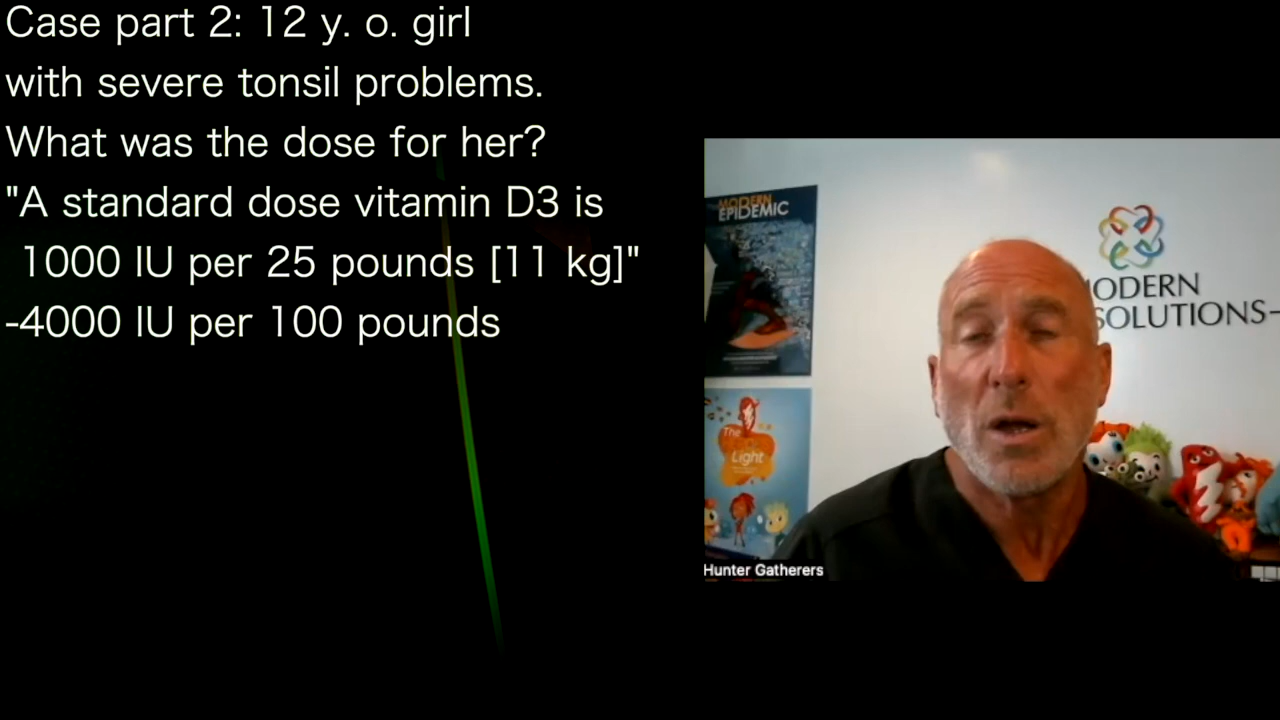 Case part 2: 12 y. o. girl
with severe tonsil problems.
What was the dose for her?
"A standard dose vitamin D3 is
1000 IU per 25 pounds [11 kg]"
-4000 IU per 100 pounds
MODERN
EPIDEMIC
ODERN
SOLUTIONS-
The
Light
Hunter Gatherers